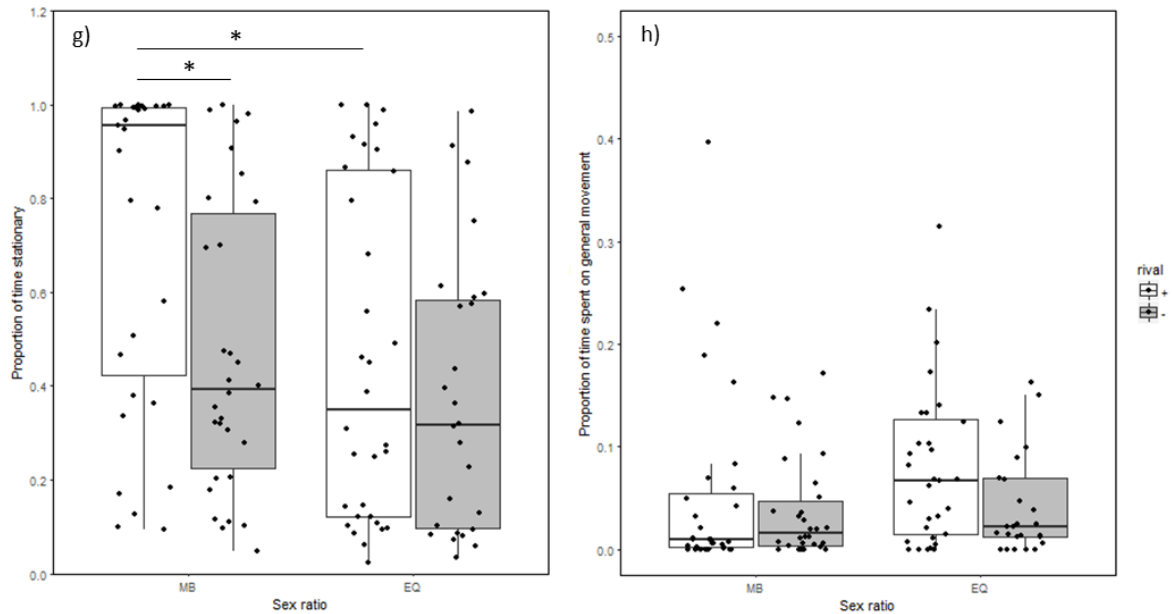 g)
*
*
1.2
1.0
0.8
0.6
0.4
0.2
0.0
Proportion of time stationary
MB
EQ
Sex ratio
h)
0.5
0.4
0.3
0.2
0.1
0.0
Proportion of time spent on general movement
MB
EQ
Sex ratio
rival
+
-